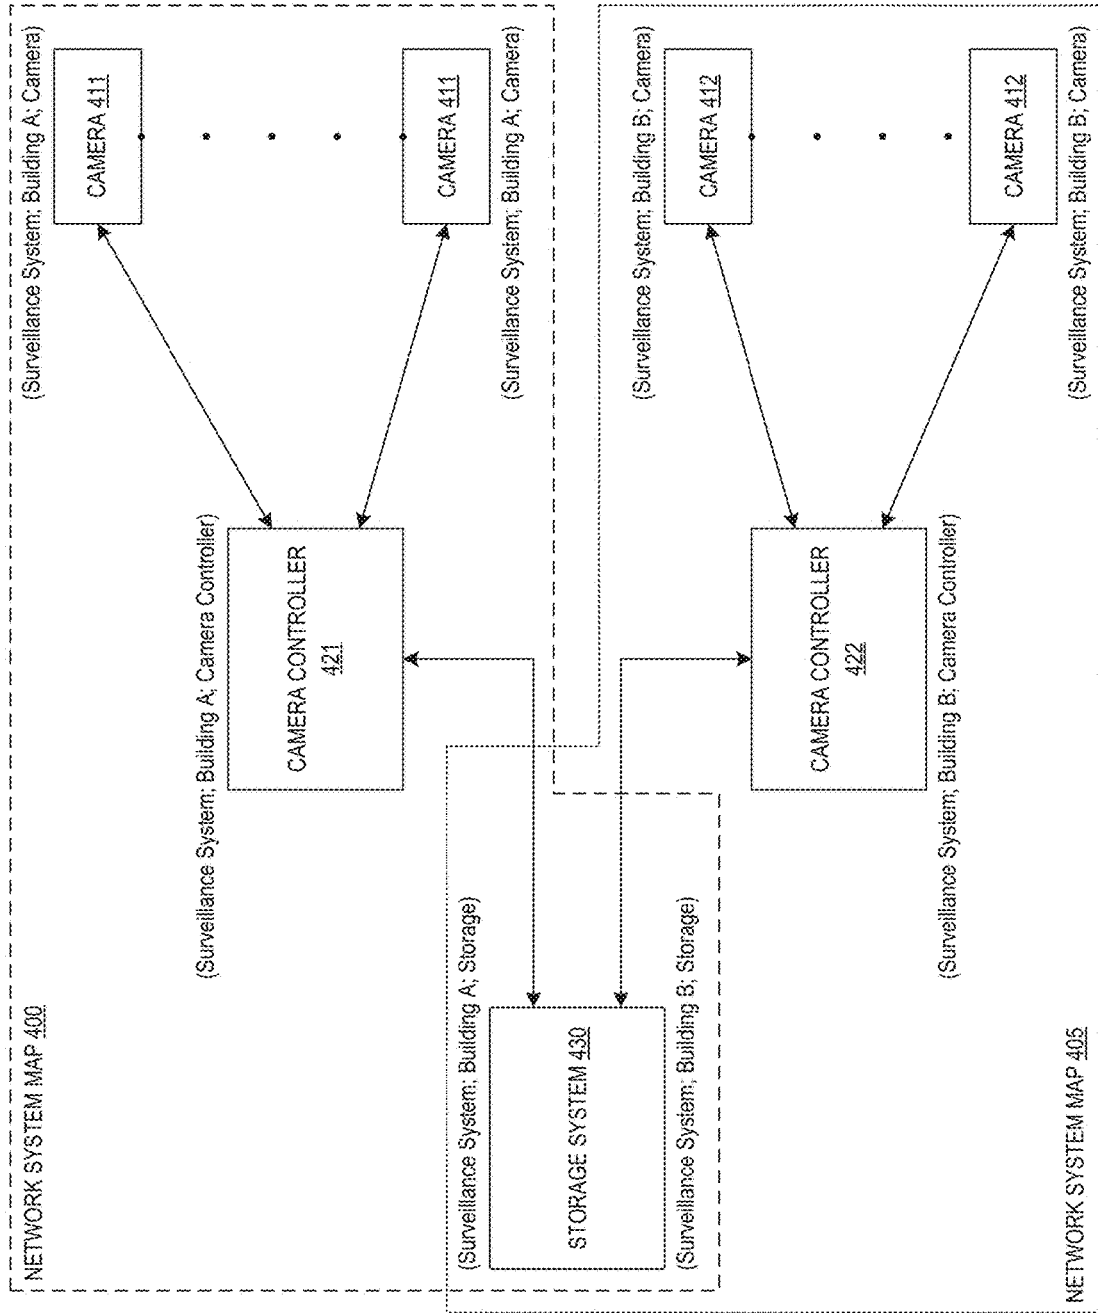 NETWORK SYSTEM MAP 400
(Surveillance System; Building A; Camera)
CAMERA 411
CAMERA 411
(Surveillance System; Building A; Camera)
(Surveillance System; Building A; Camera Controller)
CAMERA CONTROLLER
421
(Surveillance System; Building A; Storage)
STORAGE SYSTEM 430
(Surveillance System; Building B; Storage)
(Surveillance System; Building B; Camera)
CAMERA 412
CAMERA 412
(Surveillance System; Building B; Camera)
CAMERA CONTROLLER
422
(Surveillance System; Building B; Camera Controller)
NETWORK SYSTEM MAP 405